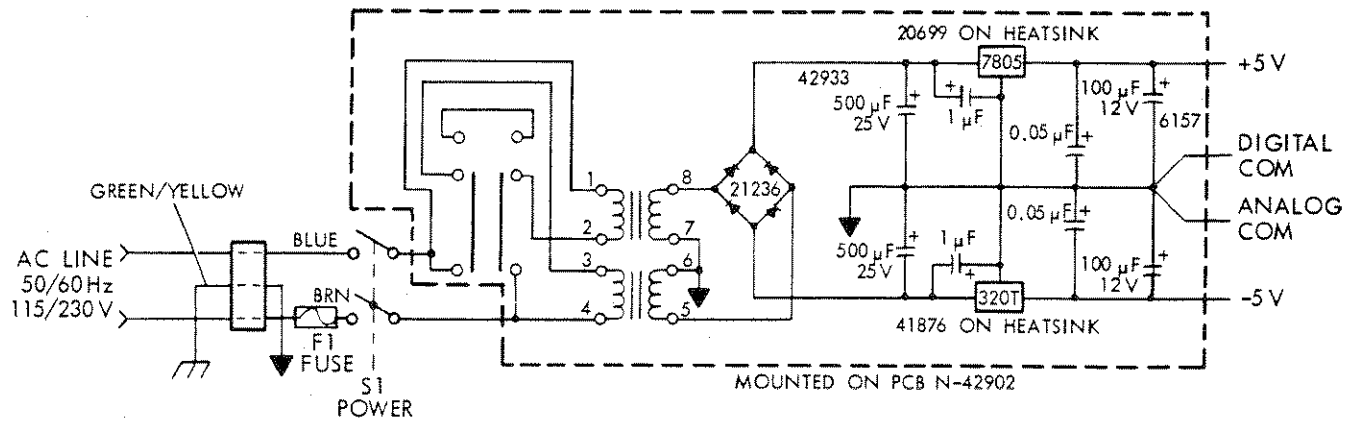 20699 ON HEATSINK
7805
+5 V
42933
500 µF
25 V
+
+
1 µF
0.05 µF
+
100 µF
12 V
+
6157
DIGITAL
COM
ANALOG
COM
GREEN/YELLOW
BLUE
AC LINE
50/60 Hz
115/230 V
BRN
F1
FUSE
S1
POWER
1
2
3
4
8
7
6
5
21236
500 µF
25 V
+
1 µF
+
0.05 µF
+
100 µF
12 V
+
320T
-5 V
41876 ON HEATSINK
MOUNTED ON PCB N-42902